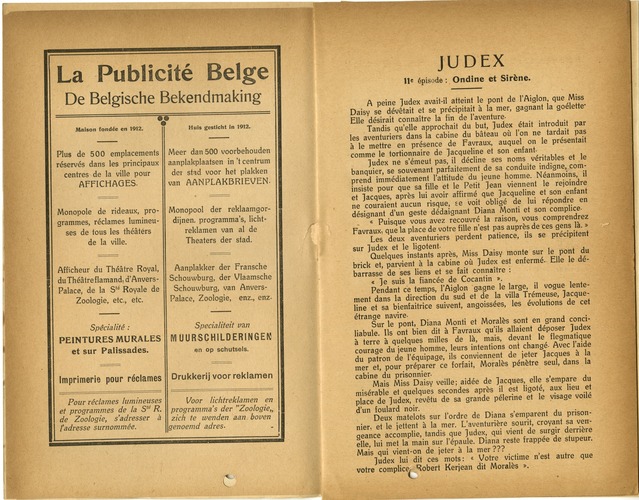 La Publicité Belge
De Belgische Bekendmaking
Maison fondée en 1912.
Plus de 500 emplacements
réservés dans les principaux
centres de la ville pour
AFFICHAGES.
Monopole de rideaux, pro-
grammes, réclames lumineu-
ses de tous les théâters
de la ville.
Afficheur du Théâtre Royal,
du Théâtre flamand, d'Anvers-
Palace, de la Sté Royale de
Zoologie, etc., etc.
Spécialité :
PEINTURES MURALES
et sur Palissades.
Imprimerie pour réclames
Pour réclames lumineuses
et programmes de la Sté R.
de Zoologie, s'adresser à
l'adresse surnommée.
Huis gesticht in 1912.
Meer dan 500 voorbehouden
aanplakplaatsen in 't centrum
der stad voor het plakken
van AANPLAKBRIEVEN.
Monopool der reklaamgor-
dijnen. programma's, licht-
reklamen van al de
Theaters der stad.
Aanplakker der Fransche
Schouwburg, der Vlaamsche
Schouwburg, van Anvers-
Palace, Zoologie, enz., enz.
Specialiteit van
MUURSCHILDERINGEN
en op schutsels.
Drukkerij voor reklamen
Voor lichtreklamen en
programma's der "Zoologie„
zich te wenden aan boven
genoemd adres.
JUDEX
11e épisode : Ondine et Sirène.
A peine Judex avait-il atteint le pont de l'Aiglon, que Miss
Daisy se dévêtait et se précipitait à la mer, gagnant la goélette
Elle désirait connaître la fin de l'aventure.
Tandis qu'elle approchait du but, Judex était introduit par
les aventuriers dans la cabine du bâteau où l'on ne tardait pas
à le mettre en présence de Favraux, auquel on le présentait
comme le tortionnaire de Jacqueline et son enfant.
Judex ne s'émeut pas, il décline ses noms véritables et le
banquier, se souvenant parfaitement de sa conduite indigne, com-
prend immédiatement l'attitude du jeune homme. Néanmoins, il
insiste pour que sa fille et le Petit Jean viennent le rejoindre
et Jacques, après lui avoir affirmé que Jacqueline et son enfant
ne couraient aucun risque, se voit obligé de lui répondre en
désignant d'un geste dédaignant Diana Monti et son complice
« Puisque vous avez recouvré la raison, vous comprendrez
Favraux, que la place de votre fille n'est pas auprès de ces gens là. »
Les deux aventuriers perdent patience, ils se précipitent
sur Judex et le ligotent.
Quelques instants après, Miss Daisy monte sur le pont du
brick et, parvient à la cabine où Judex est enfermé. Elle le dé-
barrasse de ses liens et se fait connaître :
« Je suis la fiancée de Cocantin ».
Pendant ce temps, l'Aiglon gagne le large, il vogue lente-
ment dans la direction du sud et de la villa Trémeuse, Jacque-
line et sa bienfaitrice suivent, angoissées, les évolutions de cet
étrange navire.
Sur le pont, Diana Monti et Moralès sont en grand conci-
liabule. Ils ont bien dit à Favraux qu'ils allaient déposer Judex
à terre à quelques milles de là, mais, devant le flegmatique
courage du jeune homme, leurs intentions ont changé. Avec l'aide
du patron de l'équipage, ils conviennent de jeter Jacques à la
mer et, pour préparer ce forfait, Moralès pénètre seul, dans la
cabine du prisonnier.
Mais Miss Daisy veille; aidée de Jacques, elle s'empare du
misérable et quelques secondes après il est ligoté, aux lieu et
place de Judex, revêtu de sa grande pélerine et le visage voilé
d'un foulard noir.
Deux matelots sur l'ordre de Diana s'emparent du prison-
nier. et le jettent à la mer. L'aventurière sourit, croyant sa ven-
geance accomplie, tandis que Judex, qui vient de surgir derrière
elle, lui met la main sur l'épaule. Diana reste frappée de stupeur.
Mais qui vient-on de jeter à la mer ???
Judex lui dit ces mots : « Votre victime n'est autre que
votre complice, Robert Kerjean dit Moralès ».